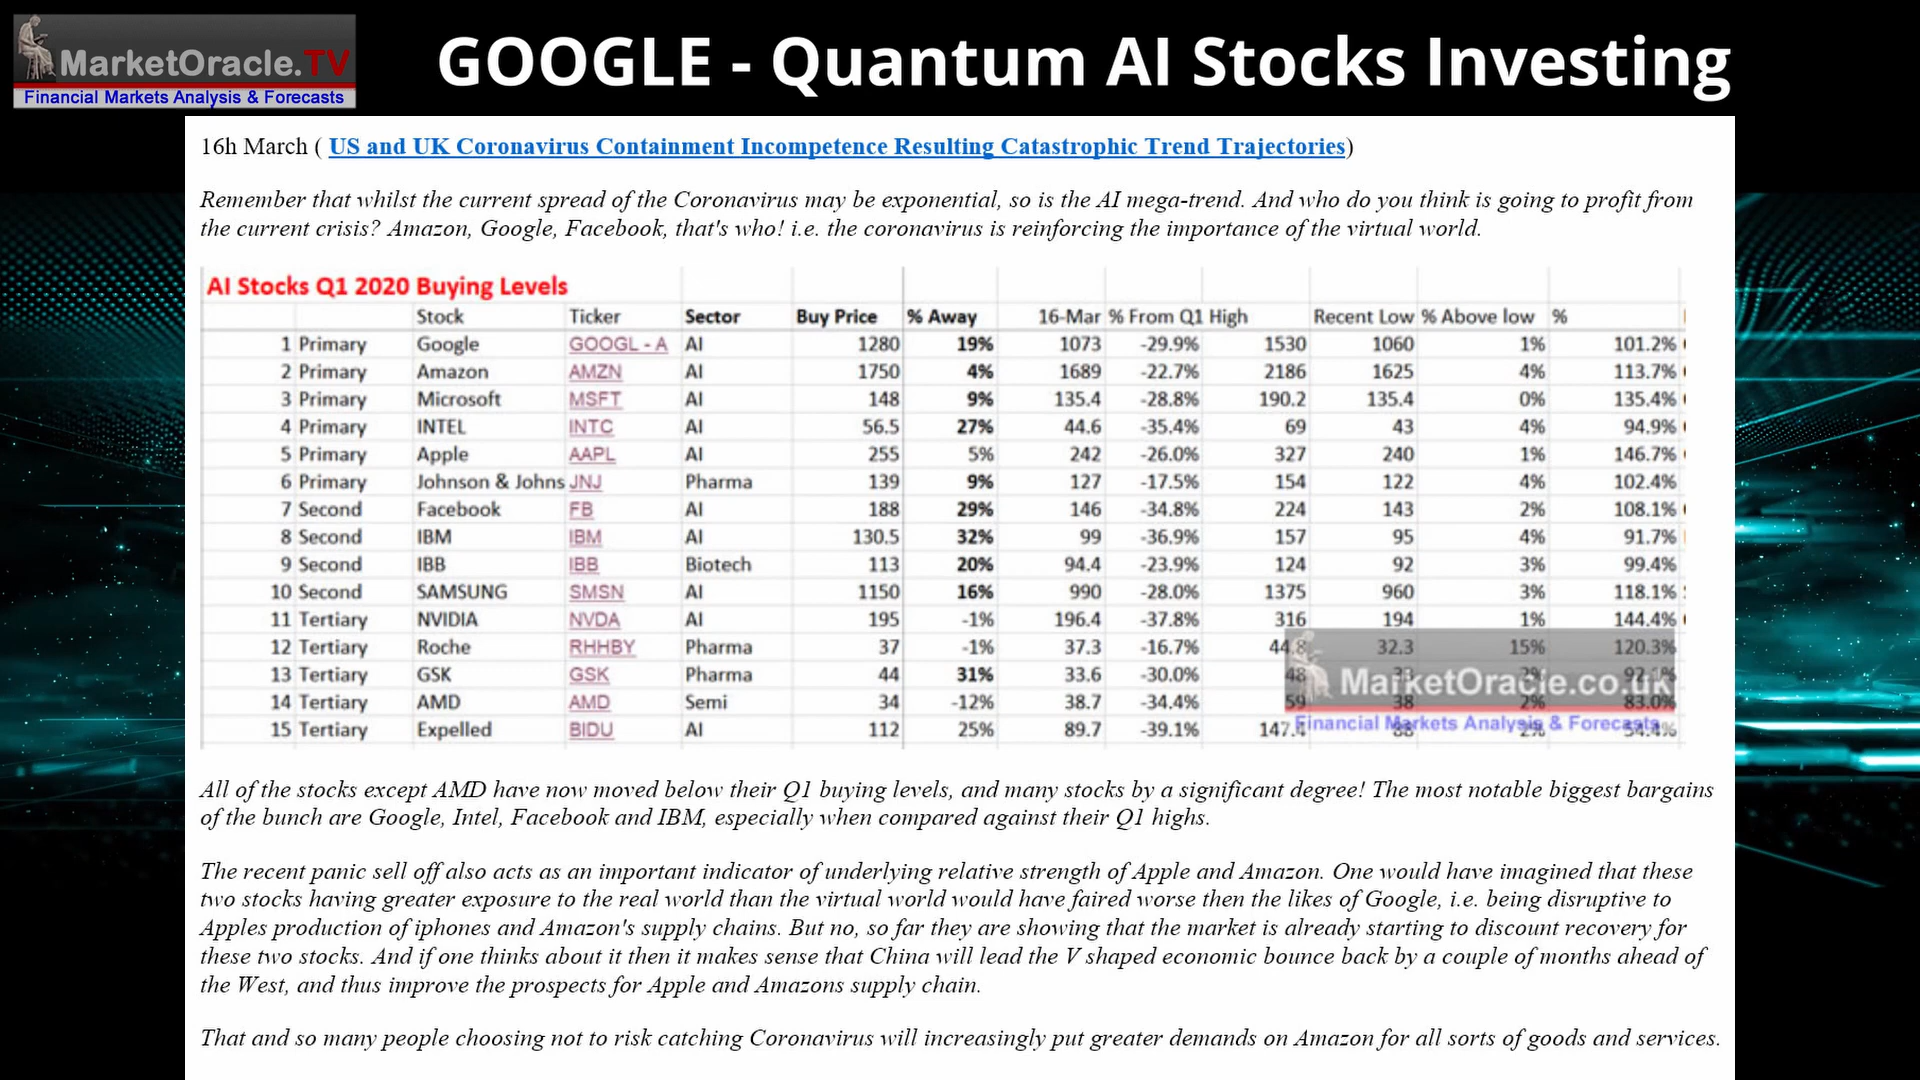 MarketOracle.TV
Financial Markets Analysis & Forecasts
GOOGLE - Quantum AI Stocks Investing
16h March ( US and UK Coronavirus Containment Incompetence Resulting Catastrophic Trend Trajectories)
Remember that whilst the current spread of the Coronavirus may be exponential, so is the AI mega-trend. And who do you think is going to profit from
the current crisis? Amazon, Google, Facebook, that's who! i.e. the coronavirus is reinforcing the importance of the virtual world.
AI Stocks Q1 2020 Buying Levels
Stock Ticker Sector Buy Price % Away 16-Mar % From Q1 High Recent Low % Above low %
1 Primary Google GOOGL - A AI 1280 19% 1073 -29.9% 1530 1060 1% 101.2%
2 Primary Amazon AMZN AI 1750 4% 1689 -22.7% 2186 1625 4% 113.7%
3 Primary Microsoft MSFT AI 148 9% 135.4 -28.8% 190.2 135.4 0% 135.4%
4 Primary INTEL INTC AI 56.5 27% 44.6 -35.4% 69 43 4% 94.9%
5 Primary Apple AAPL AI 255 5% 242 -26.0% 327 240 1% 146.7%
6 Primary Johnson & Johns JNJ Pharma 139 9% 127 -17.5% 154 122 4% 102.4%
7 Second Facebook FB AI 188 29% 146 -34.8% 224 143 2% 108.1%
8 Second IBM IBM AI 130.5 32% 99 -36.9% 157 95 4% 91.7%
9 Second IBB IBB Biotech 113 20% 94.4 -23.9% 124 92 3% 99.4%
10 Second SAMSUNG SMSN AI 1150 16% 990 -28.0% 1375 960 3% 118.1%
11 Tertiary NVIDIA NVDA AI 195 -1% 196.4 -37.8% 316 194 1% 144.4%
12 Tertiary Roche RHHBY Pharma 37 -1% 37.3 -16.7% 44.8 32.3 15% 120.3%
13 Tertiary GSK GSK Pharma 44 31% 33.6 -30.0% 48
MarketOracle.co.uk
14 Tertiary AMD AMD Semi 34 -12% 38.7 -34.4% 59 38 2% 83.0%
15 Tertiary Expelled BIDU AI 112 25% 89.7 -39.1% 147.4 88 2% 54.4%
Financial Markets Analysis & Forecasts
All of the stocks except AMD have now moved below their Q1 buying levels, and many stocks by a significant degree! The most notable biggest bargains
of the bunch are Google, Intel, Facebook and IBM, especially when compared against their Q1 highs.
The recent panic sell off also acts as an important indicator of underlying relative strength of Apple and Amazon. One would have imagined that these
two stocks having greater exposure to the real world than the virtual world would have faired worse then the likes of Google, i.e. being disruptive to
Apples production of iphones and Amazon's supply chains. But no, so far they are showing that the market is already starting to discount recovery for
these two stocks. And if one thinks about it then it makes sense that China will lead the V shaped economic bounce back by a couple of months ahead of
the West, and thus improve the prospects for Apple and Amazons supply chain.
That and so many people choosing not to risk catching Coronavirus will increasingly put greater demands on Amazon for all sorts of goods and services.